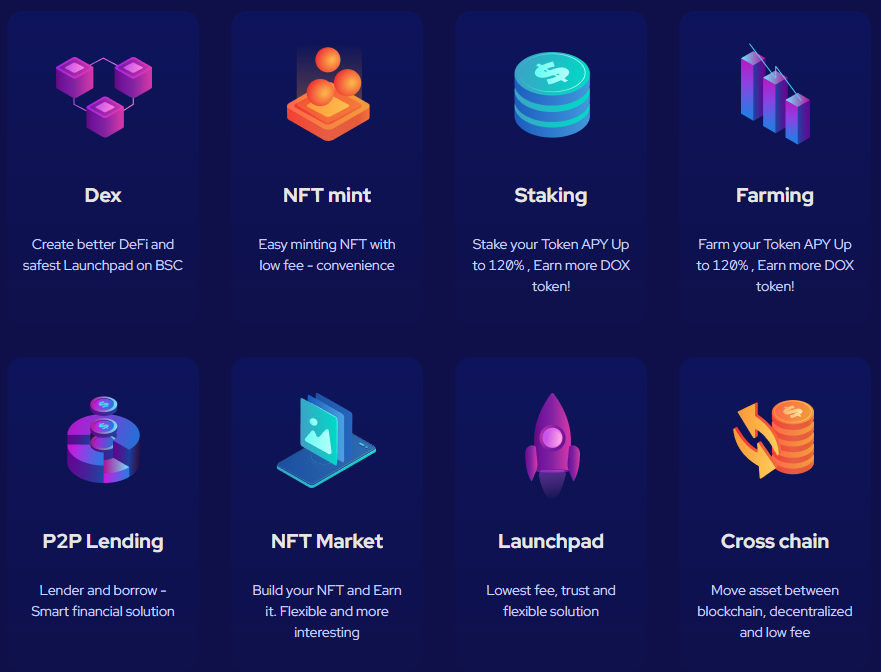 Dex
Create better DeFi and
safest Launchpad on BSC
NFT mint
Easy minting NFT with
low fee - convenience
Staking
Stake your Token APY Up
to 120% , Earn more DOX
token!
Farming
Farm your Token APY Up
to 120% , Earn more DOX
token!
P2P Lending
Lender and borrow -
Smart financial solution
NFT Market
Build your NFT and Earn
it. Flexible and more
interesting
Launchpad
Lowest fee, trust and
flexible solution
Cross chain
Move asset between
blockchain, decentralized
and low fee